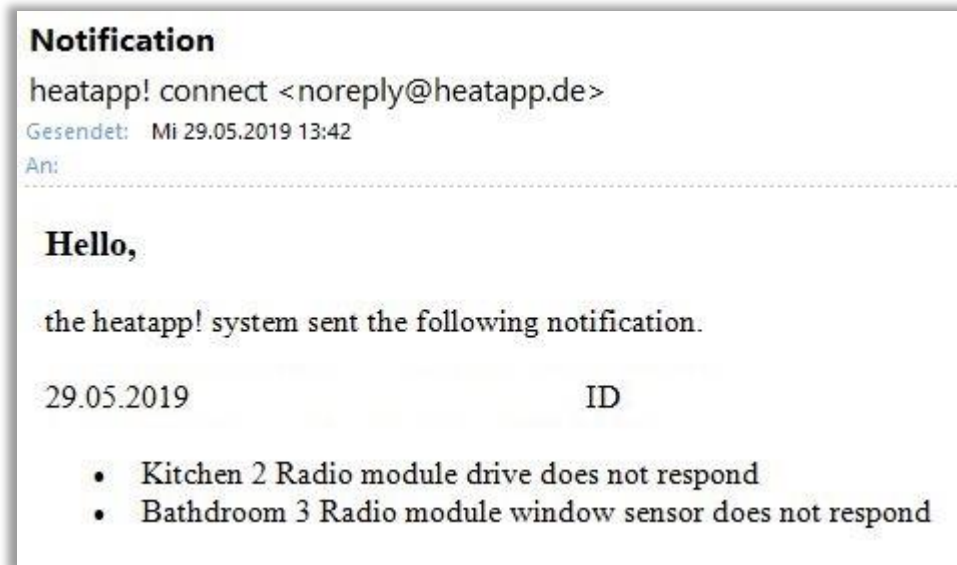 Notification
heatapp! connect <noreply@heatapp.de>
Gesendet: Mi 29.05.2019 13:42
An:
Hello,
the heatapp! system sent the following notification.
29.05.2019 ID
• Kitchen 2 Radio module drive does not respond
• Bathdroom 3 Radio module window sensor does not respond